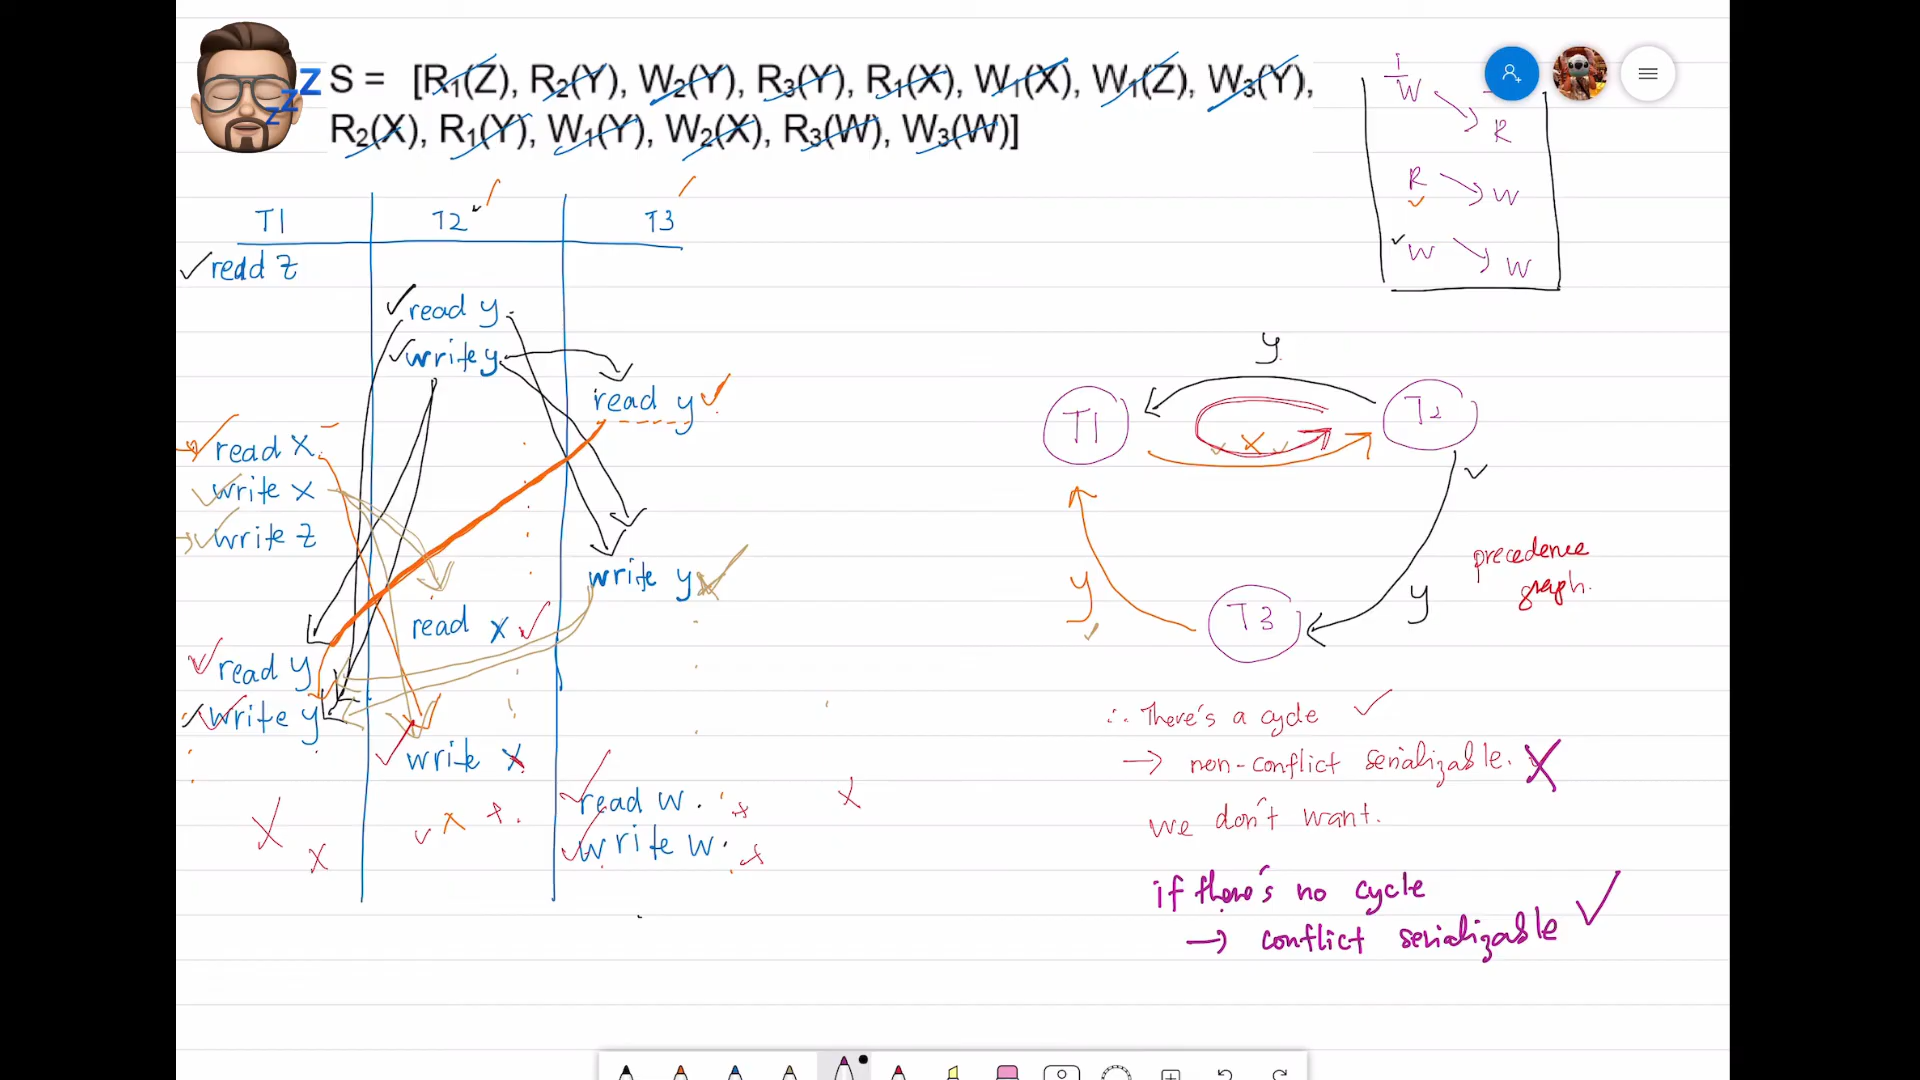 S = [R₁(Z), R₂(Y), W₂(Y), R₃(Y), R₁(X), W₁(X), W₁(Z), W₃(Y),
R₂(X), R₁(Y), W₁(Y), W₂(X), R₃(W), W₃(W)]
z z z
W R
R W
W W
T1 T2 T3
read z
read y
write y
read y
read x
write x
write z
write y
read x
read y
write y
write x
read w
write w
y
T1 T2
x
y
T3
y
precedence
graph.
∴ There's a cycle
→ non-conflict serializable.
we don't want.
if there's no cycle
→ conflict serializable